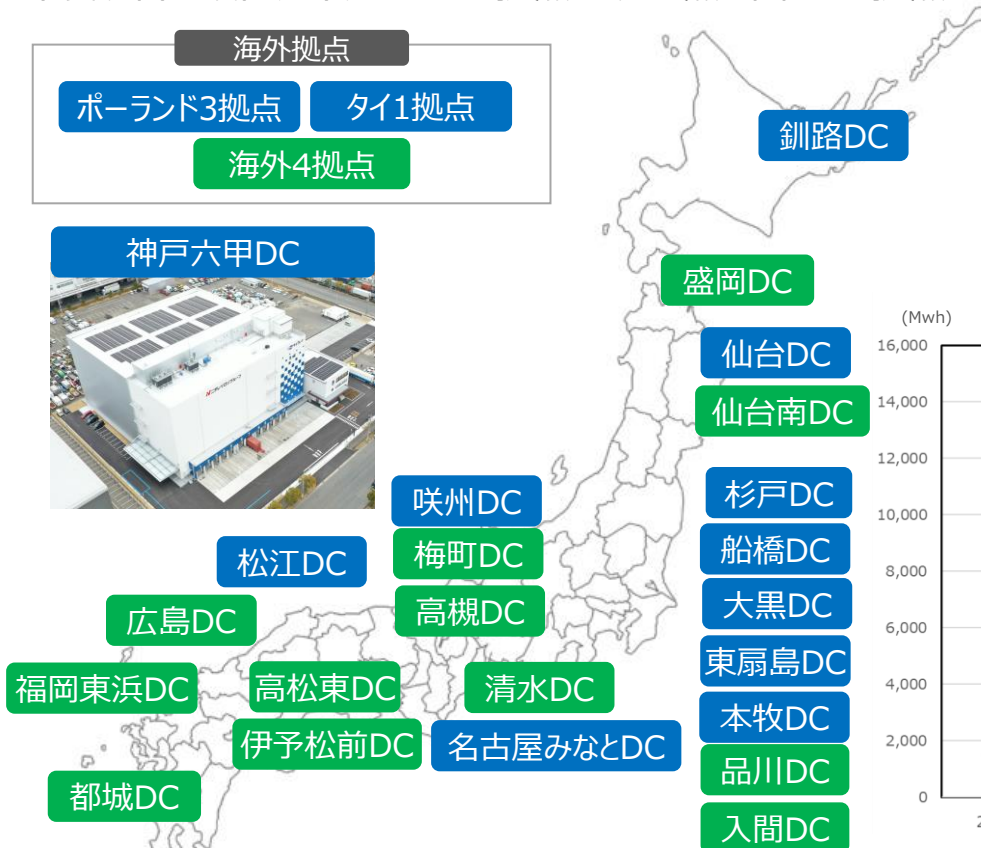 海外拠点
ポーランド3拠点 タイ1拠点
海外4拠点
釧路DC
神戸六甲DC
盛岡DC
仙台DC
仙台南DC
咲州DC
梅町DC
高槻DC
松江DC
広島DC
福岡東浜DC
高松東DC
清水DC
伊予松前DC
名古屋みなとDC
都城DC
杉戸DC
船橋DC
大黒DC
東扇島DC
本牧DC
品川DC
入間DC
(Mwh)
16,000
14,000
12,000
10,000
8,000
6,000
4,000
2,000
0